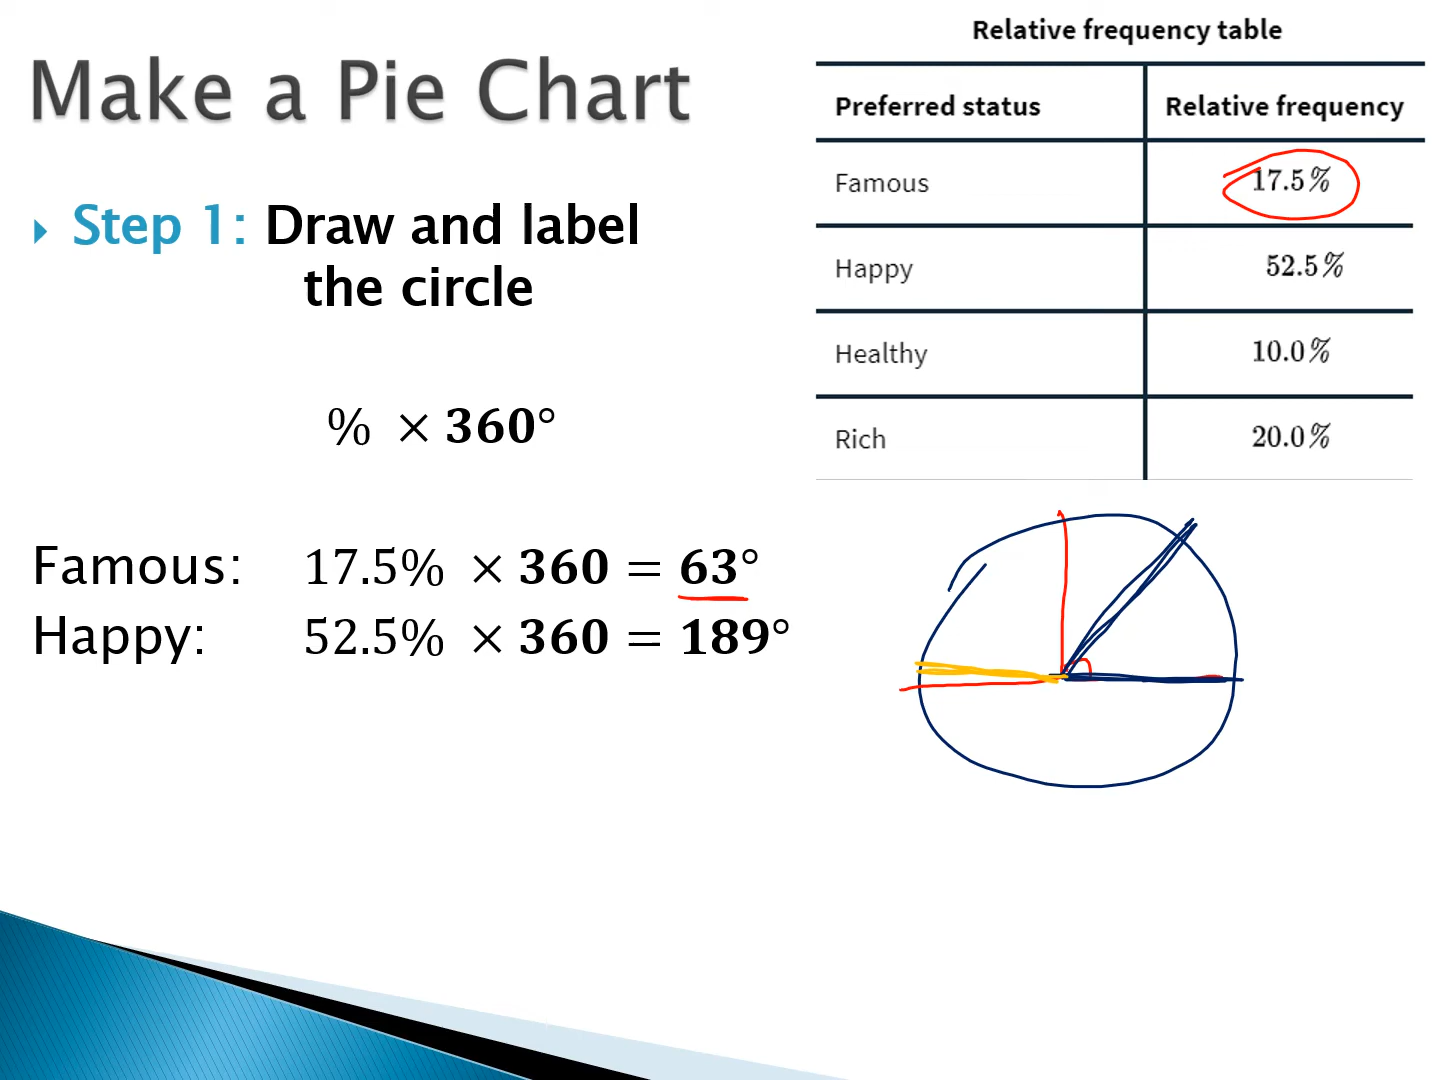 Make a Pie Chart
Step 1: Draw and label
the circle
% × 360°
Famous: 17.5% × 360 = 63°
Happy: 52.5% × 360 = 189°
Relative frequency table
Preferred status Relative frequency
Famous 17.5%
Happy 52.5%
Healthy 10.0%
Rich 20.0%